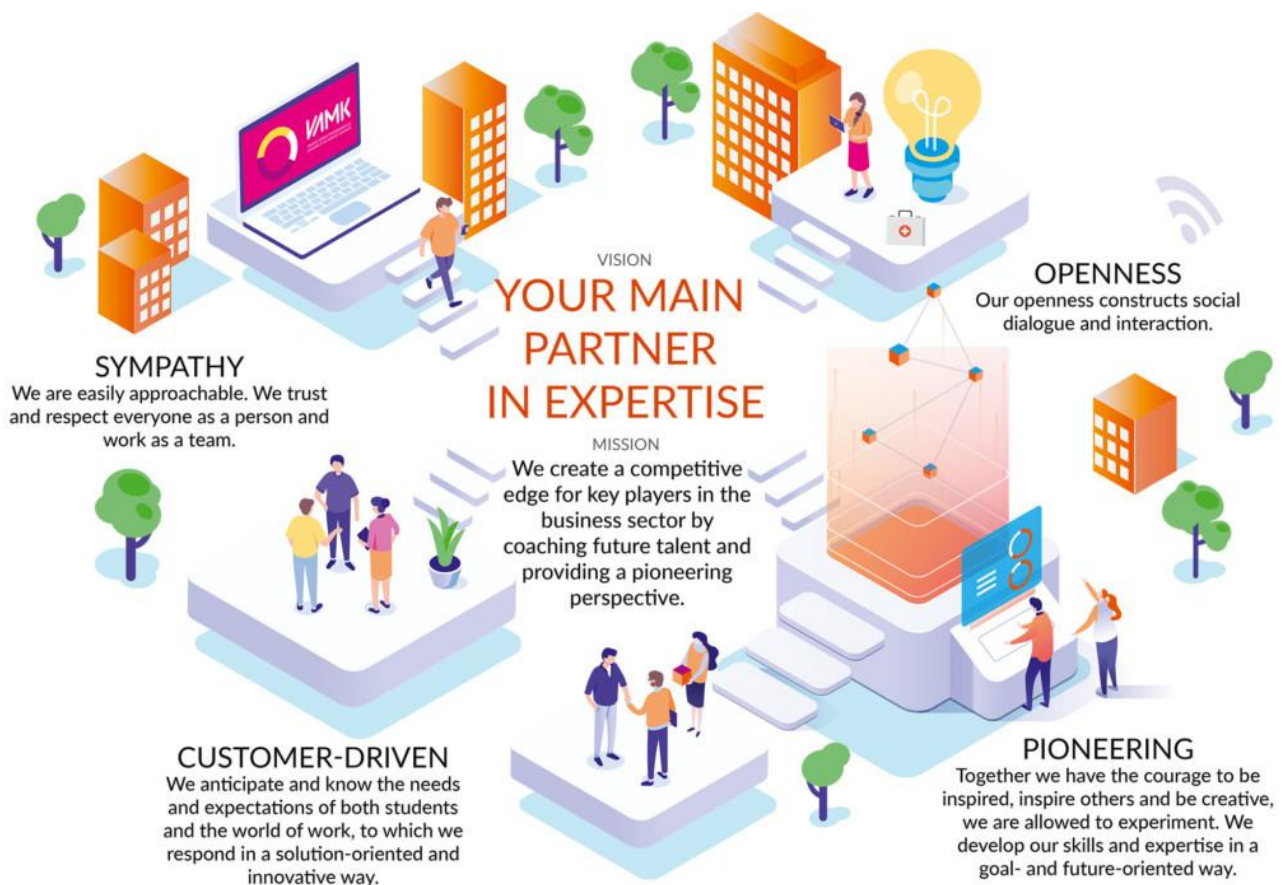 VAMK
VISION
YOUR MAIN
PARTNER
IN EXPERTISE
MISSION
We create a competitive
edge for key players in the
business sector by
coaching future talent and
providing a pioneering
perspective.
SYMPATHY
We are easily approachable. We trust
and respect everyone as a person and
work as a team.
OPENNESS
Our openness constructs social
dialogue and interaction.
CUSTOMER-DRIVEN
We anticipate and know the needs
and expectations of both students
and the world of work, to which we
respond in a solution-oriented and
innovative way.
PIONEERING
Together we have the courage to be
inspired, inspire others and be creative,
we are allowed to experiment. We
develop our skills and expertise in a
goal- and future-oriented way.